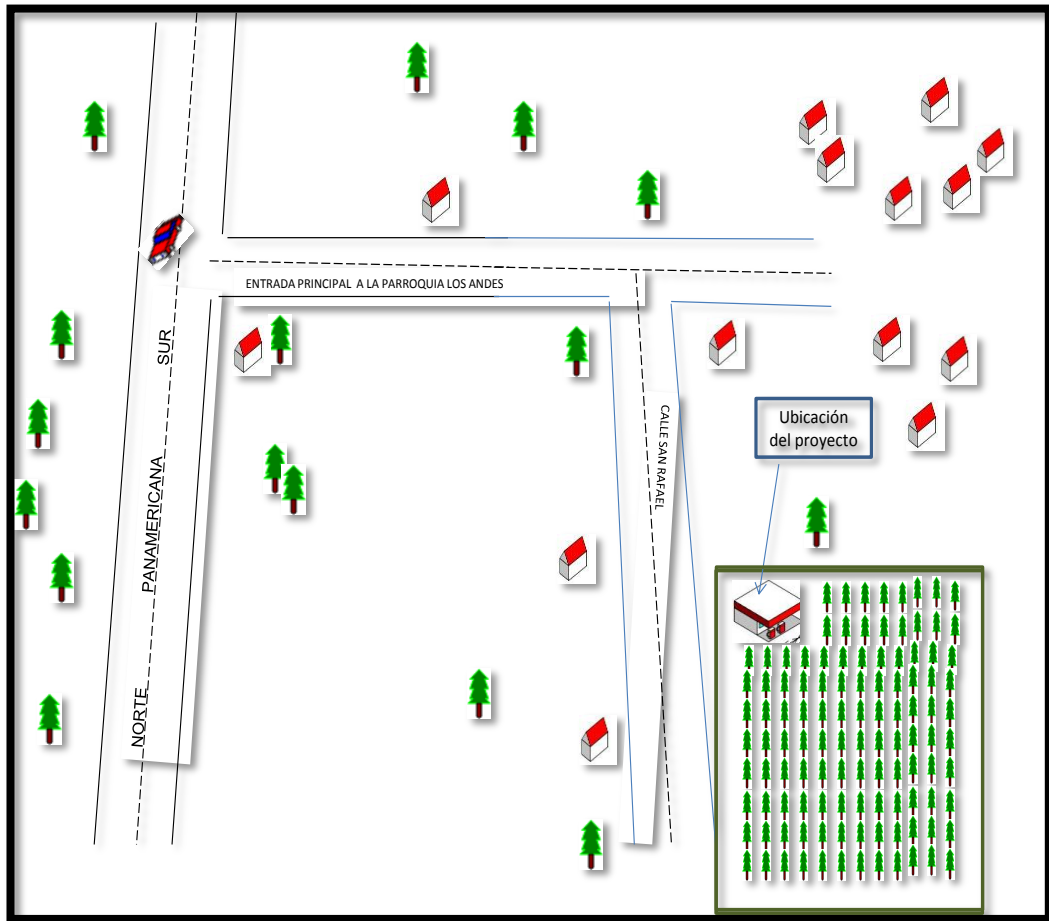 ENTRADA PRINCIPAL A LA PARROQUIA LOS ANDES
NORTE PANAMERICANA SUR
CALLE SAN RAFAEL
Ubicación
del proyecto